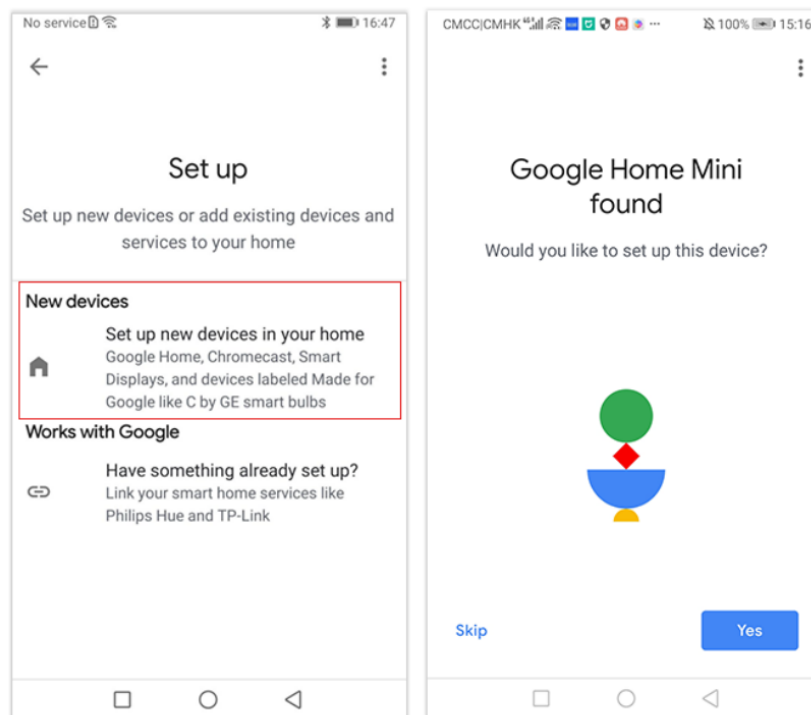 No service 16:47
Set up
Set up new devices or add existing devices and
services to your home
New devices
Set up new devices in your home
Google Home, Chromecast, Smart
Displays, and devices labeled Made for
Google like C by GE smart bulbs
Works with Google
Have something already set up?
Link your smart home services like
Philips Hue and TP-Link
CMCC|CMHK 100% 15:16
Google Home Mini
found
Would you like to set up this device?
Skip Yes